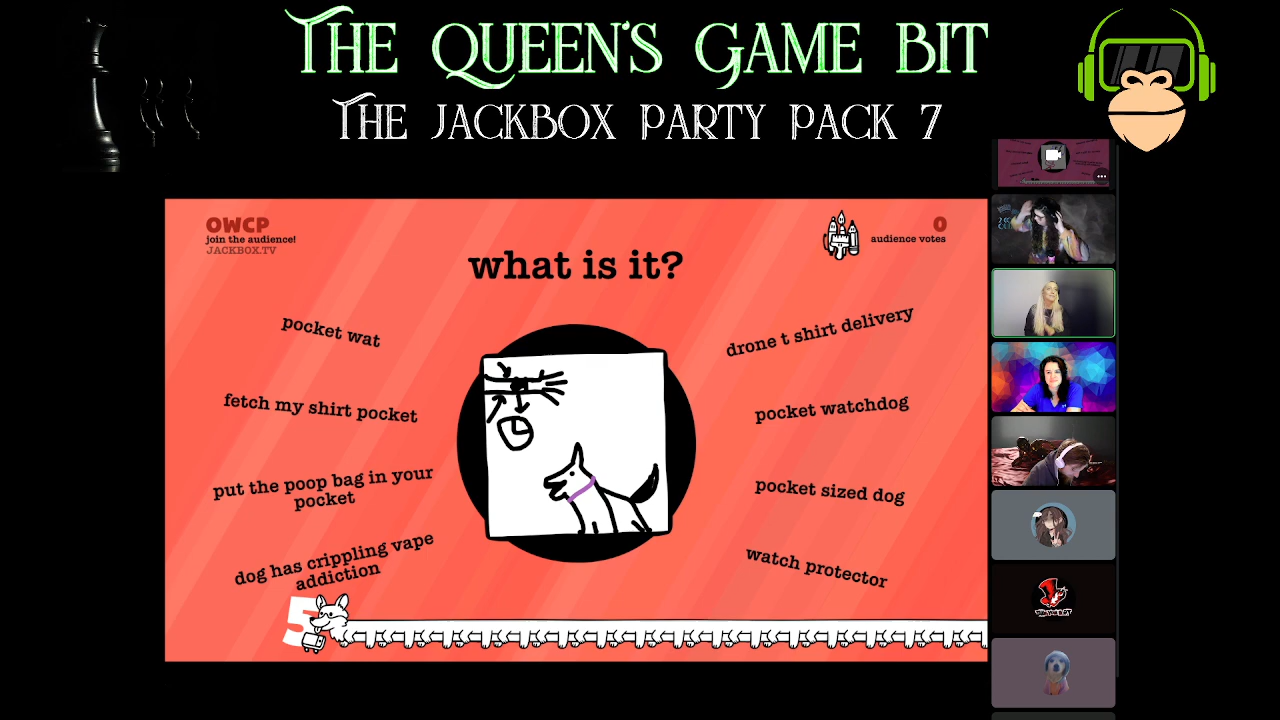 THE QUEEN'S GAME BIT
THE JACKBOX PARTY PACK 7
OWCP
join the audience!
JACKBOX.TV
0
audience votes
what is it?
pocket wat
fetch my shirt pocket
put the poop bag in your
pocket
dog has crippling vape
addiction
drone t shirt delivery
pocket watchdog
pocket sized dog
watch protector
5